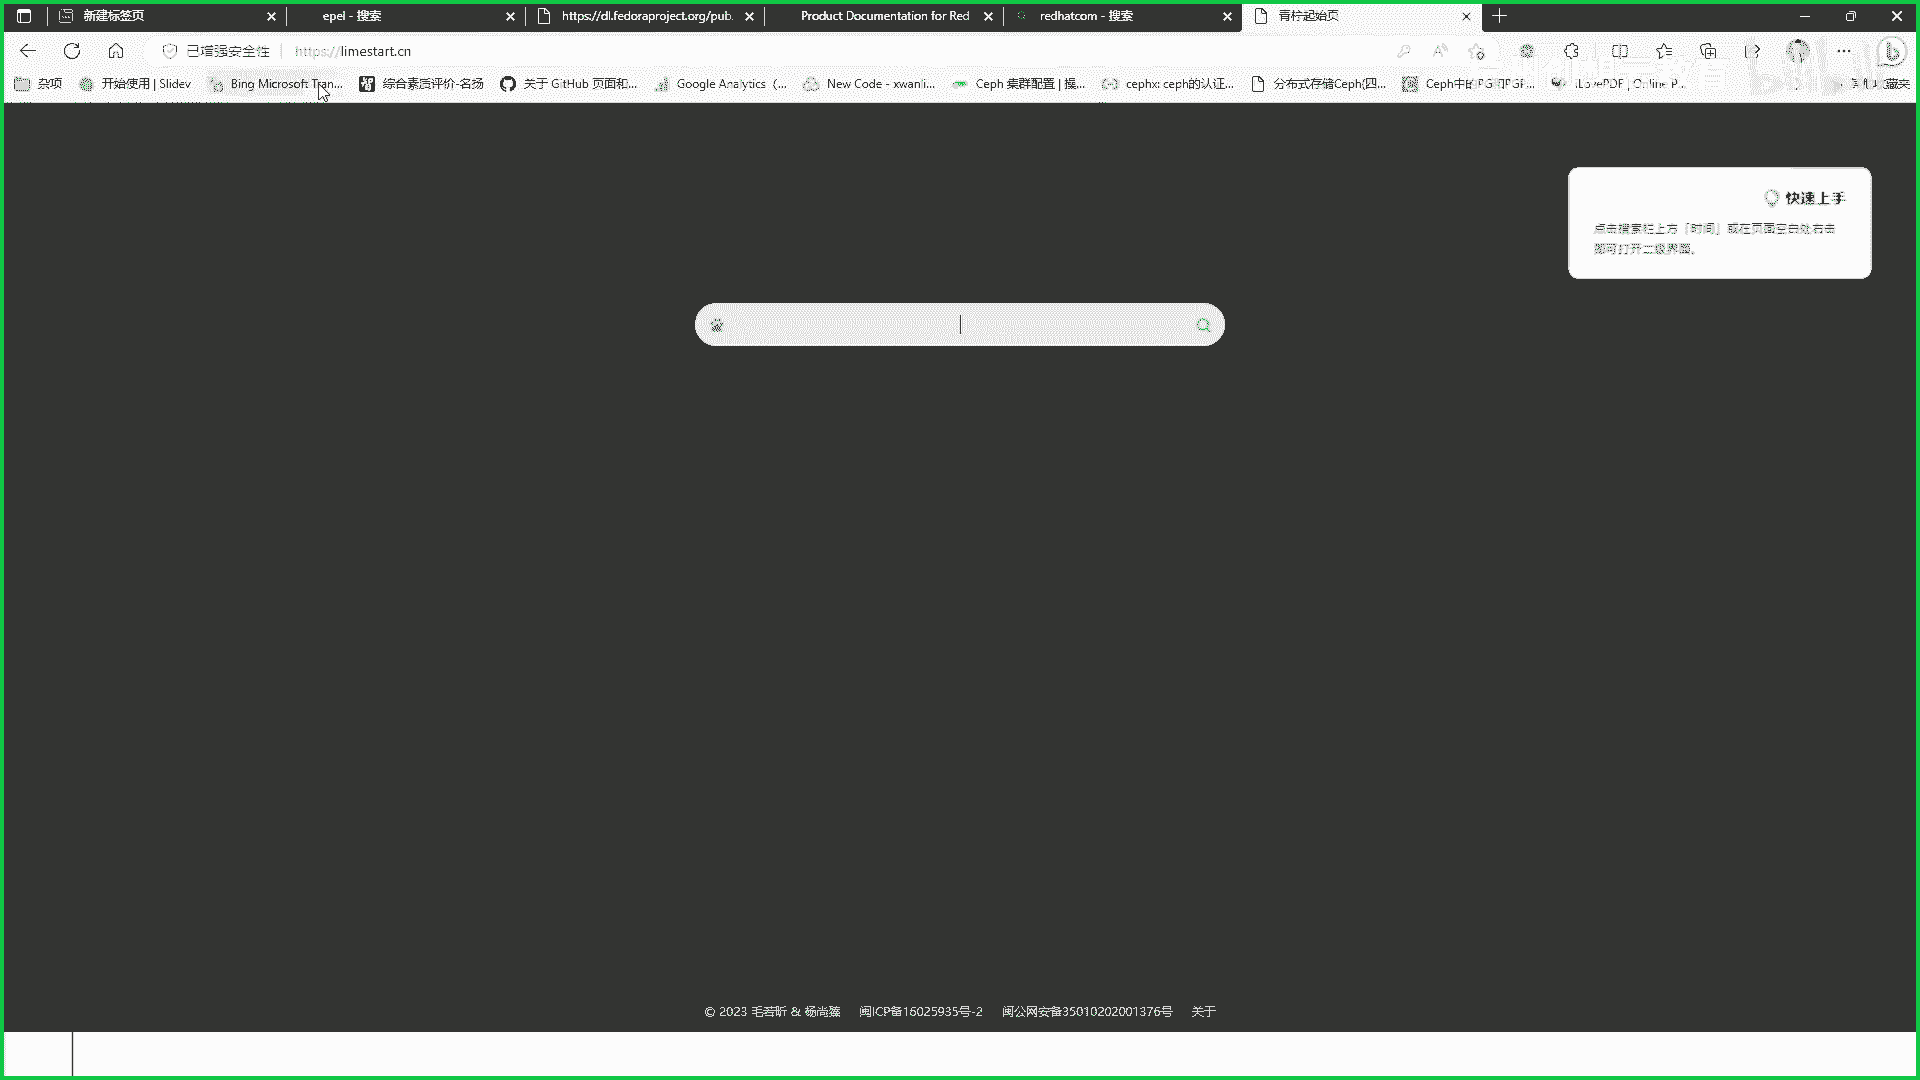 新建标签页
epel - 搜索
https://dl.fedoraproject.org/pub.
Product Documentation for Red
redhatcom - 搜索
青柠起始页
已增强安全性
https://limestart.cn
杂项
开始使用 | Slidev
Bing Microsoft Tran...
综合素质评价-名扬
关于 GitHub 页面和...
Google Analytics（...
New Code - xwanli...
Ceph 集群配置 | 摸...
cephx: ceph的认证...
分布式存储Ceph(四...
Ceph中的PG和PGP...
iLovePDF | Online P...
快速上手
点击搜索栏上方「时间」或在页面空白处右击
即可打开二级界面。
© 2023 毛若昕 & 杨尚臻
闽ICP备16025935号-2
闽公网安备35010202001376号
关于